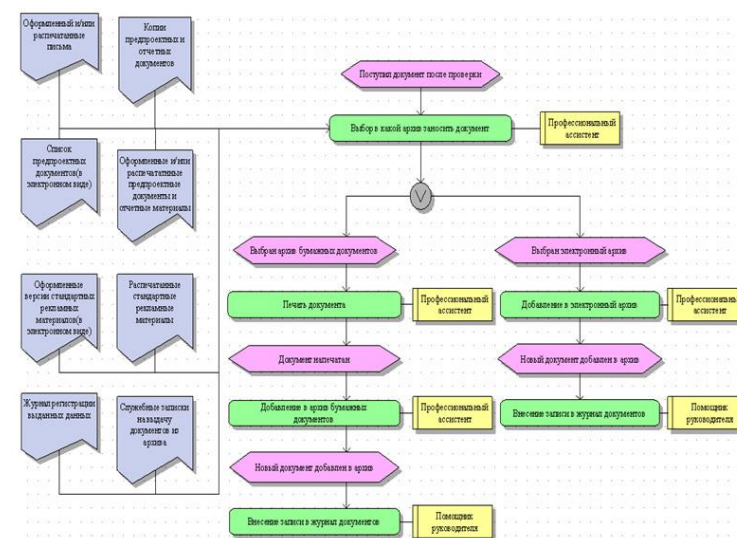 Оформленный и/или
распечатанные
письма
Копии
предпроектных и
отчетных
документов
Поступил документ после проверки
Выбор в какой архив заносить документ
Профессиональный
ассистент
Список
предпроектных
документов(в
электронном виде)
Оформленные и/или
распечатанные
предпроектные
документы и
отчетные материалы
V
Выбран архив бумажных документов
Выбран электронный архив
Оформленные
версии стандартных
рекламных
материалов(в
электронном виде)
Распечатанные
стандартные
рекламные
материалы
Печать документа
Профессиональный
ассистент
Добавление в электронный архив
Профессиональны
ассистент
Документ напечатан
Новый документ добавлен в архив
Журнал регистрации
выданных данных
Служебные записки
на выдачу
документов из
архива
Добавление в архив бумажных
документов
Профессиональный
ассистент
Внесение записи в журнал документов
Помощник
руководителя
Новый документ добавлен в архив
Внесение записи в журнал документов
Помощник
руководителя